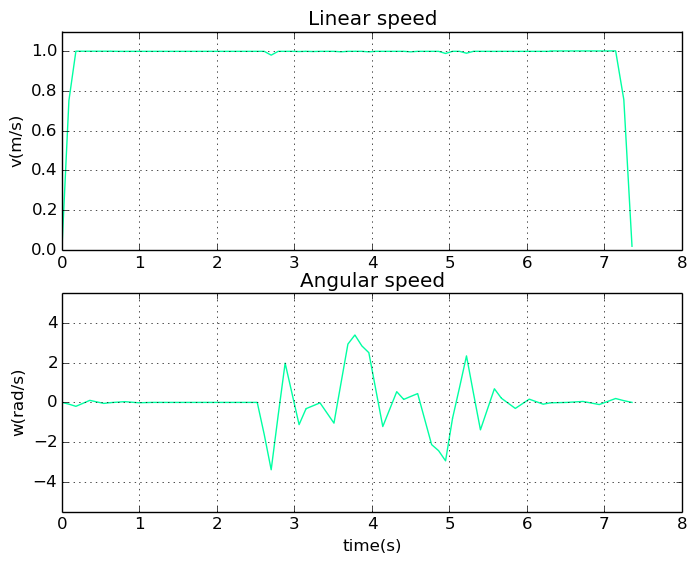 Linear speed
v(m/s)
1.0
0.8
0.6
0.4
0.2
0.0
0 1 2 3 4 5 6 7 8
Angular speed
w(rad/s)
4
2
0
−2
−4
0 1 2 3 4 5 6 7 8
time(s)